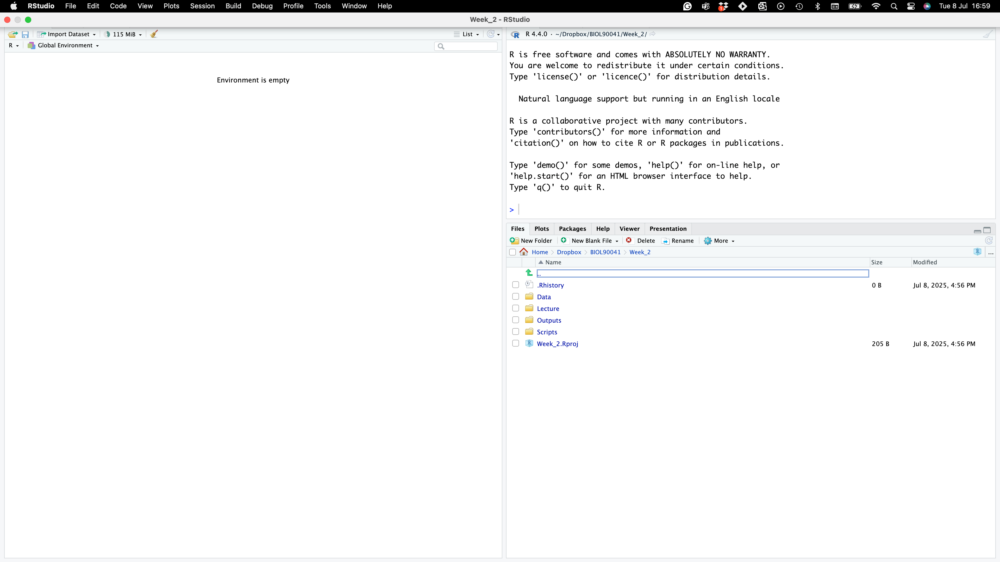 RStudio File Edit Code View Plots Session Build Debug Profile Tools Window Help 1 Tue 8 Jul 16:59
Week_2 - RStudio
Import Dataset 115 MiB List
R Global Environment
Environment is empty
R 4.4.0 · ~/Dropbox/BIOL90041/Week_2/
R is free software and comes with ABSOLUTELY NO WARRANTY.
You are welcome to redistribute it under certain conditions.
Type 'license()' or 'licence()' for distribution details.
Natural language support but running in an English locale
R is a collaborative project with many contributors.
Type 'contributors()' for more information and
'citation()' on how to cite R or R packages in publications.
Type 'demo()' for some demos, 'help()' for on-line help, or
'help.start()' for an HTML browser interface to help.
Type 'q()' to quit R.
>
Files Plots Packages Help Viewer Presentation
New Folder New Blank File Delete Rename More
Home Dropbox BIOL90041 Week_2 ...
Name Size Modified
..
.Rhistory 0 B Jul 8, 2025, 4:56 PM
Data
Lecture
Outputs
Scripts
Week_2.Rproj 205 B Jul 8, 2025, 4:56 PM